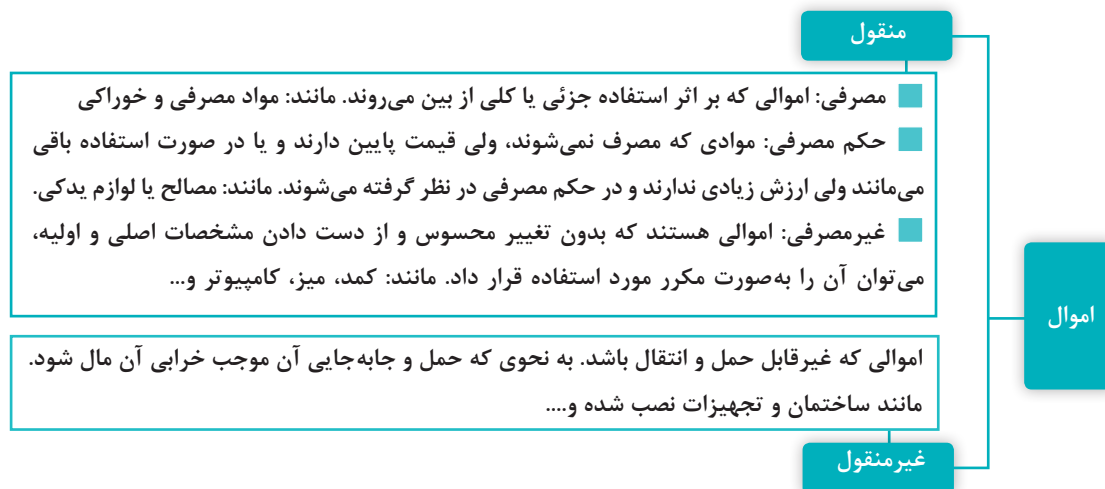 اموال
منقول
مصرفی: اموالی که بر اثر استفاده جزئی یا کلی از بین می‌روند. مانند: مواد مصرفی و خوراکی
حکم مصرفی: موادی که مصرف نمی‌شوند، ولی قیمت پایین دارند و یا در صورت استفاده باقی
می‌مانند ولی ارزش زیادی ندارند و در حکم مصرفی در نظر گرفته می‌شوند. مانند: مصالح یا لوازم یدکی.
غیرمصرفی: اموالی هستند که بدون تغییر محسوس و از دست دادن مشخصات اصلی و اولیه،
می‌توان آن را به‌صورت مکرر مورد استفاده قرار داد. مانند: کمد، میز، کامپیوتر و...
اموالی که غیرقابل حمل و انتقال باشد. به نحوی که حمل و جابه‌جایی آن موجب خرابی آن مال شود.
مانند ساختمان و تجهیزات نصب شده و....
غیرمنقول